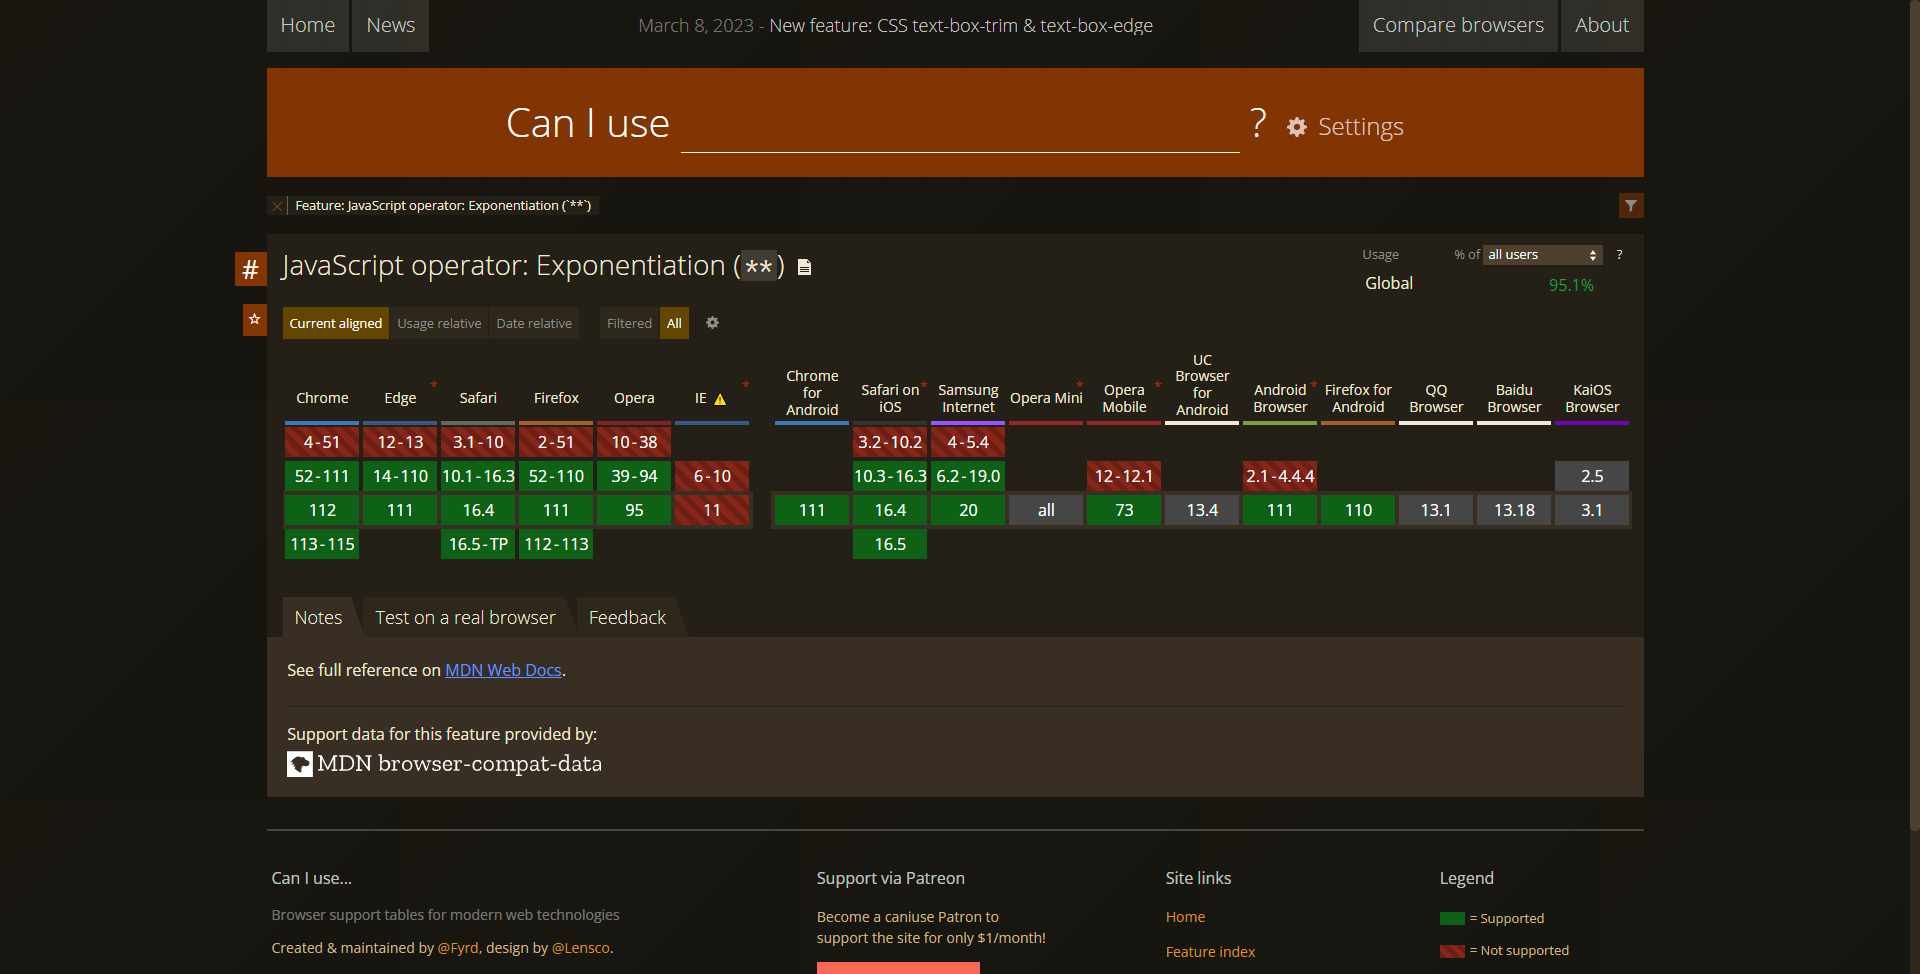 Home News March 8, 2023 - New feature: CSS text-box-trim & text-box-edge Compare browsers About
Can I use ? Settings
Feature: JavaScript operator: Exponentiation (`**`)
# JavaScript operator: Exponentiation (**)
Usage % of all users ?
Global 95.1%
Current aligned Usage relative Date relative Filtered All
Chrome Edge * Safari Firefox Opera IE * Chrome for Android Safari on iOS * Samsung Internet Opera Mini * Opera Mobile * UC Browser for Android Android Browser * Firefox for Android QQ Browser Baidu Browser KaiOS Browser
4-51 12-13 3.1-10 2-51 10-38 3.2-10.2 4-5.4
52-111 14-110 10.1-16.3 52-110 39-94 6-10 10.3-16.3 6.2-19.0 12-12.1 2.1-4.4.4 2.5
112 111 16.4 111 95 11 111 16.4 20 all 73 13.4 111 110 13.1 13.18 3.1
113-115 16.5-TP 112-113 16.5
Notes Test on a real browser Feedback
See full reference on MDN Web Docs.
Support data for this feature provided by:
MDN browser-compat-data
Can I use...
Browser support tables for modern web technologies
Created & maintained by @Fyrd, design by @Lensco.
Support via Patreon
Become a caniuse Patron to
support the site for only $1/month!
Site links
Home
Feature index
Legend
= Supported
= Not supported